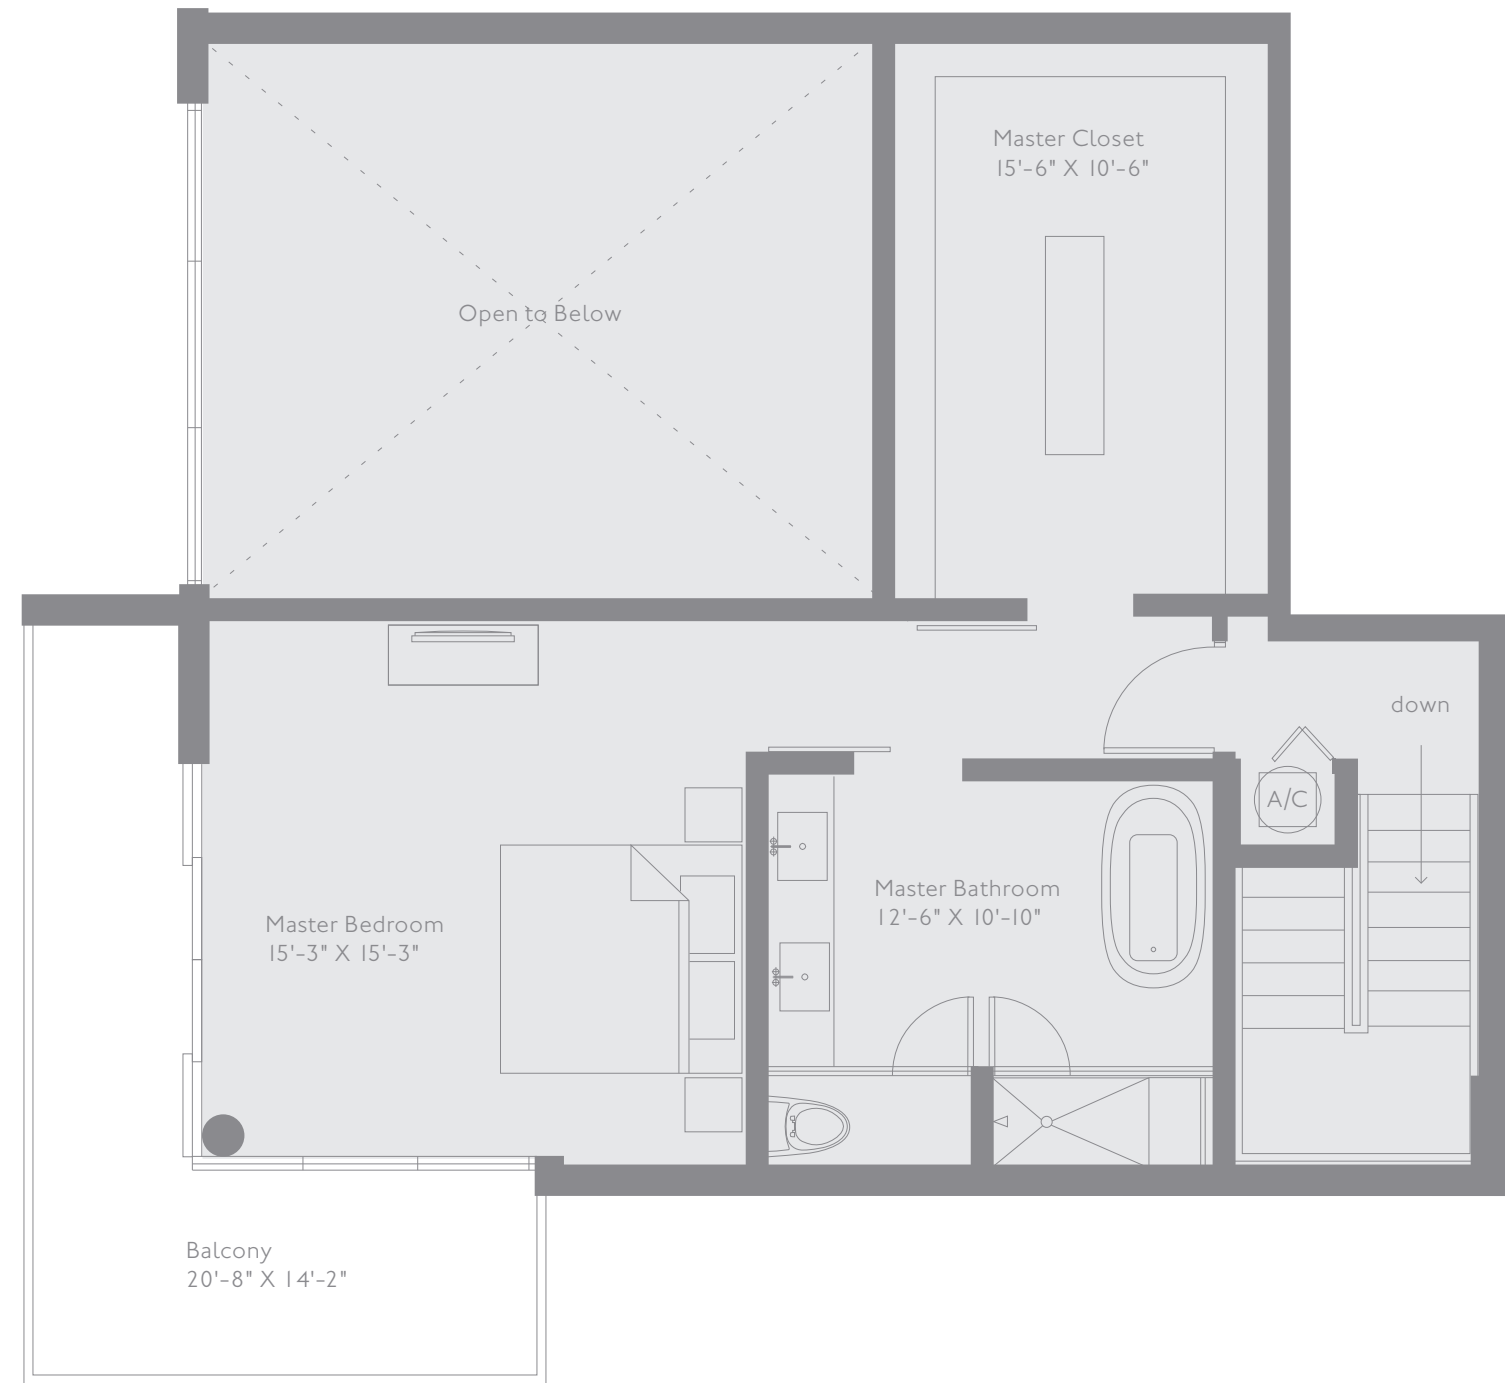 Master Closet
15'-6" X 10'-6"
Open to Below
down
A/C
Master Bathroom
12'-6" X 10'-10"
Master Bedroom
15'-3" X 15'-3"
Balcony
20'-8" X 14'-2"